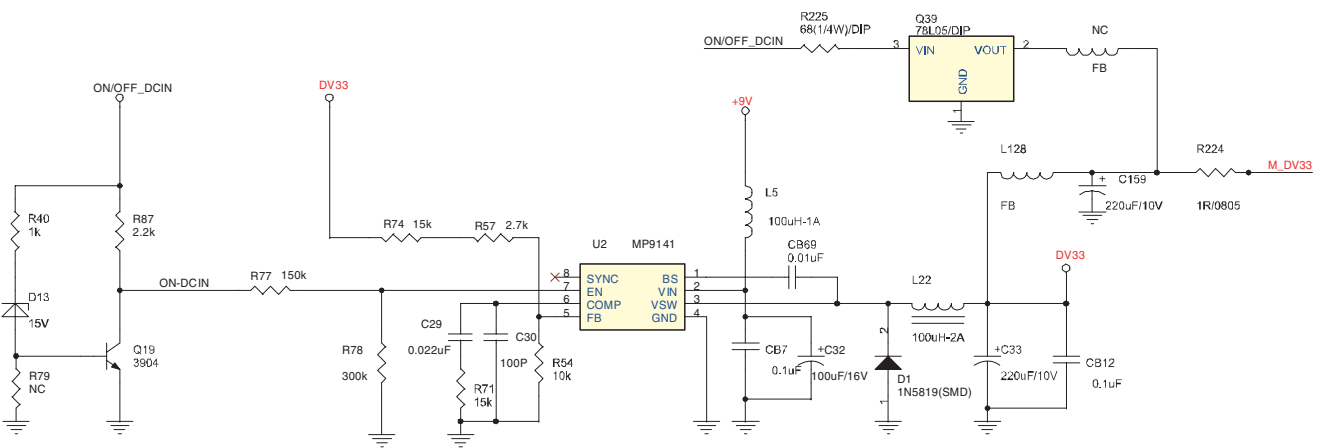 R225
68(1/4W)/DIP
Q39
78L05/DIP
NC
ON/OFF_DCIN
3
VIN
VOUT
2
FB
GND
1
ON/OFF_DCIN
DV33
+9V
L128
R224
M_DV33
+
C159
FB
220uF/10V
1R/0805
L5
100uH-1A
R40
1k
R87
2.2k
R74
15k
R57
2.7k
U2
MP9141
CB69
0.01uF
DV33
ON-DCIN
R77
150k
8
SYNC
BS
1
7
EN
VIN
2
6
COMP
VSW
3
5
FB
GND
4
L22
100uH-2A
D13
15V
Q19
3904
R79
NC
R78
300k
C29
0.022uF
C30
100P
R71
15k
R54
10k
CB7
0.1uF
+C32
100uF/16V
2
D1
1
1N5819(SMD)
+C33
220uF/10V
CB12
0.1uF